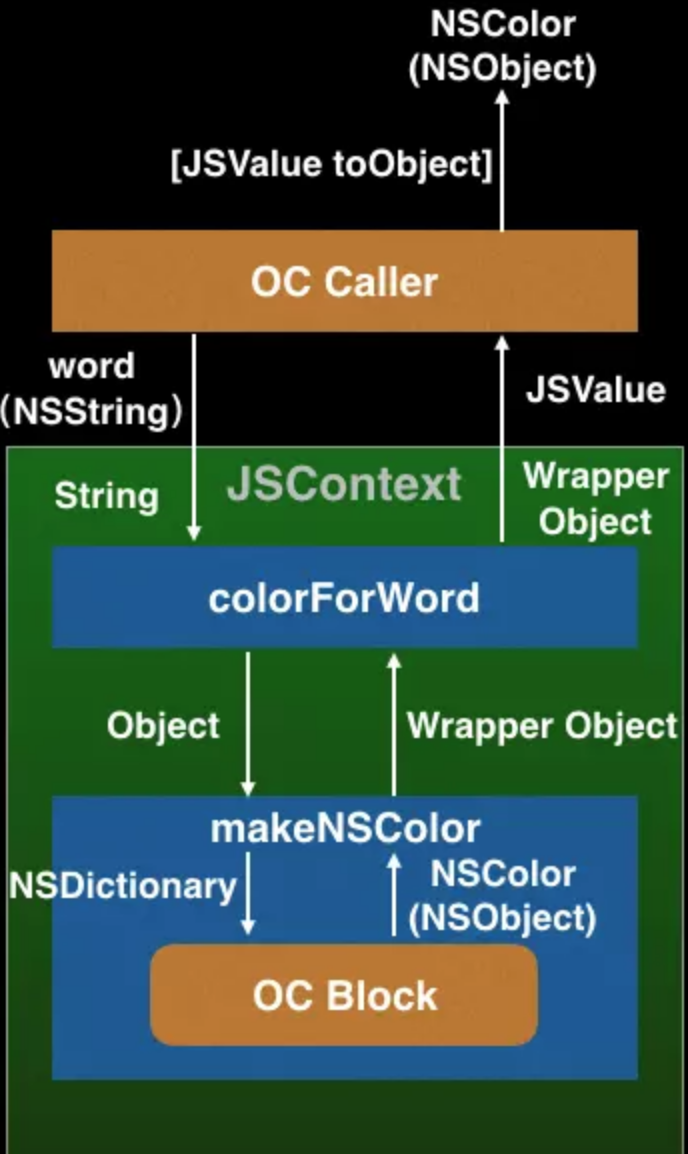 NSColor
(NSObject)
[JSValue toObject]
OC Caller
word
(NSString)
JSValue
String
JSContext
Wrapper
Object
colorForWord
Object
Wrapper Object
makeNSColor
NSDictionary
NSColor
(NSObject)
OC Block